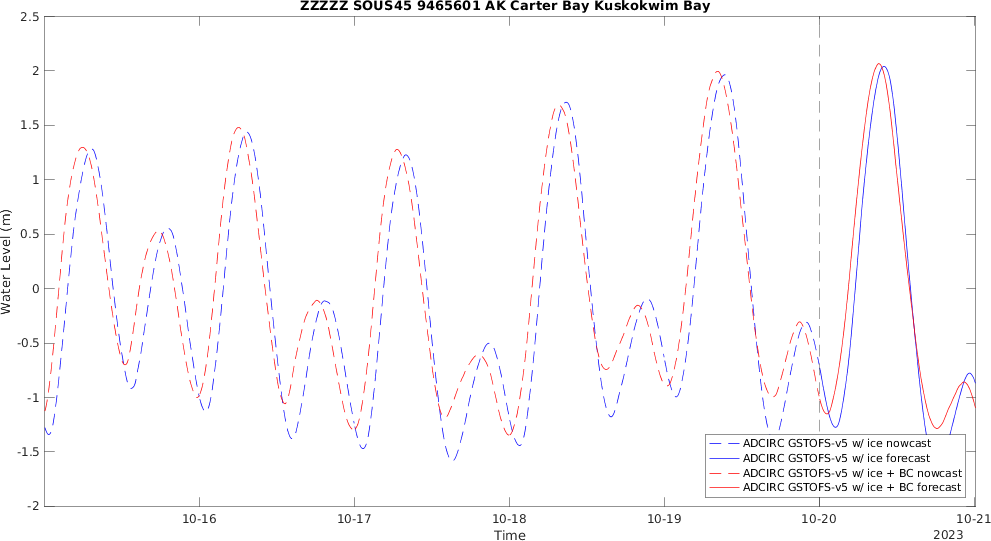 ZZZZZ SOUS45 9465601 AK Carter Bay Kuskokwim Bay
2.5
2
1.5
1
0.5
0
-0.5
-1
-1.5
-2
Water Level (m)
10-16
10-17
10-18
10-19
10-20
10-21
Time
2023
ADCIRC GSTOFS-v5 w/ ice nowcast
ADCIRC GSTOFS-v5 w/ ice forecast
ADCIRC GSTOFS-v5 w/ ice + BC nowcast
ADCIRC GSTOFS-v5 w/ ice + BC forecast